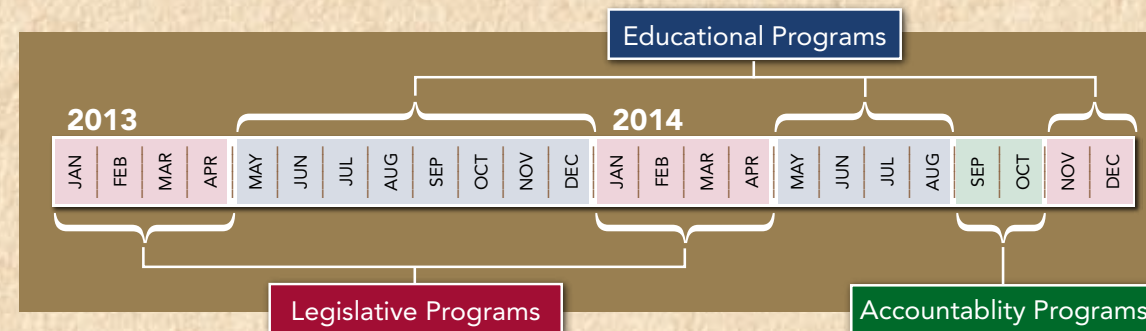 Educational Programs
2013
2014
JAN FEB MAR APR MAY JUN JUL AUG SEP OCT NOV DEC JAN FEB MAR APR MAY JUN JUL AUG SEP OCT NOV DEC
Legislative Programs
Accountablity Programs